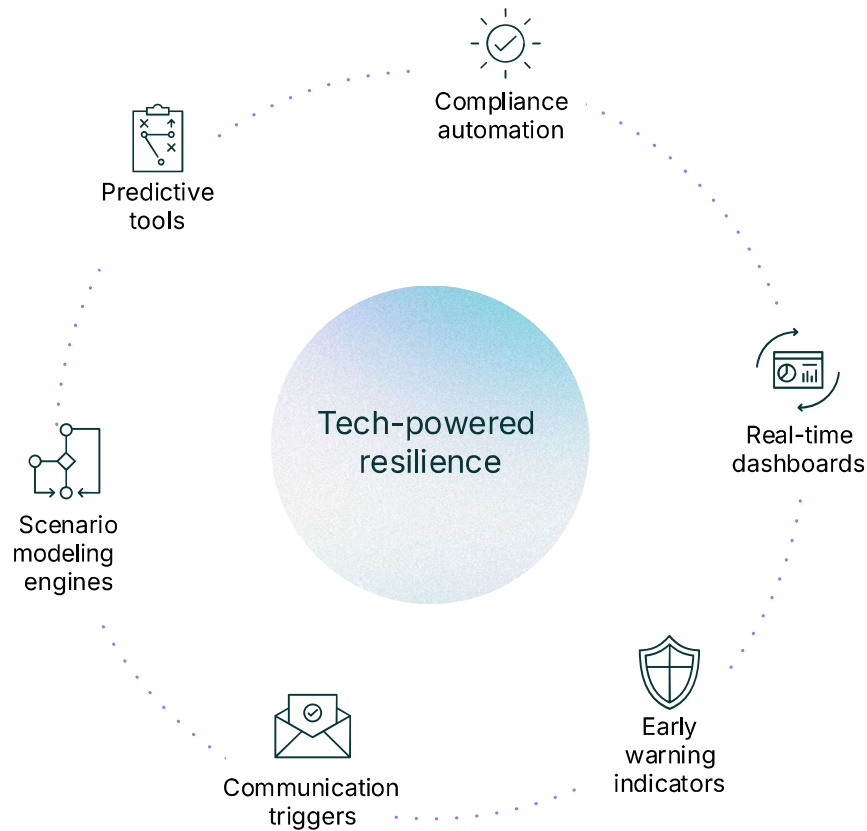 Compliance
automation
Predictive
tools
Real-time
dashboards
Tech-powered
resilience
Scenario
modeling
engines
Early
warning
indicators
Communication
triggers